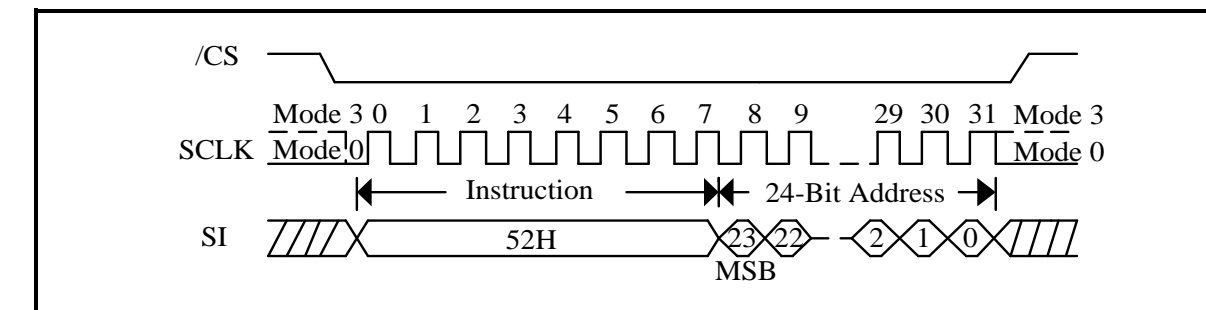 /CS
Mode 3 0 1 2 3 4 5 6 7 8 9 29 30 31 Mode 3
SCLK Mode 0 Mode 0
Instruction 24-Bit Address
SI 52H 23 22 2 1 0
MSB